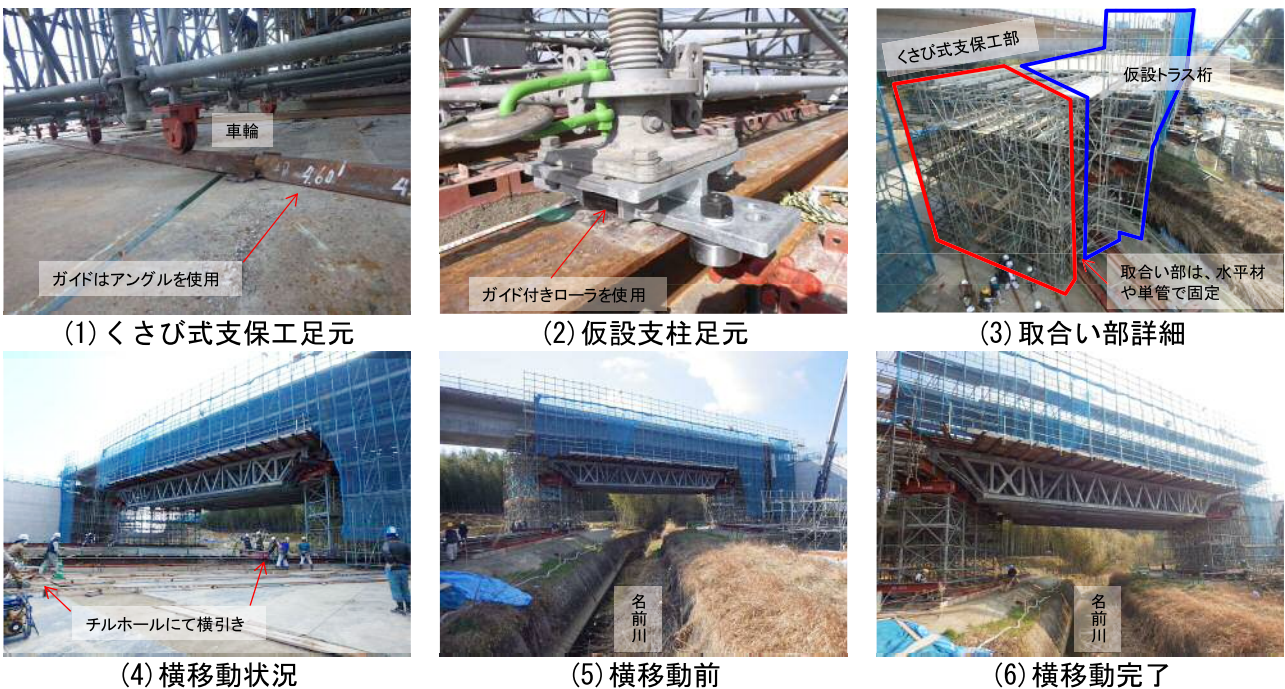 車輪
4.60
ガイドはアングルを使用
(1)くさび式支保工足元
ガイド付きローラを使用
(2)仮設支柱足元
くさび式支保工部
仮設トラス桁
取合い部は、水平材
や単管で固定
(3)取合い部詳細
チルホールにて横引き
(4)横移動状況
名前川
(5)横移動前
名前川
(6)横移動完了